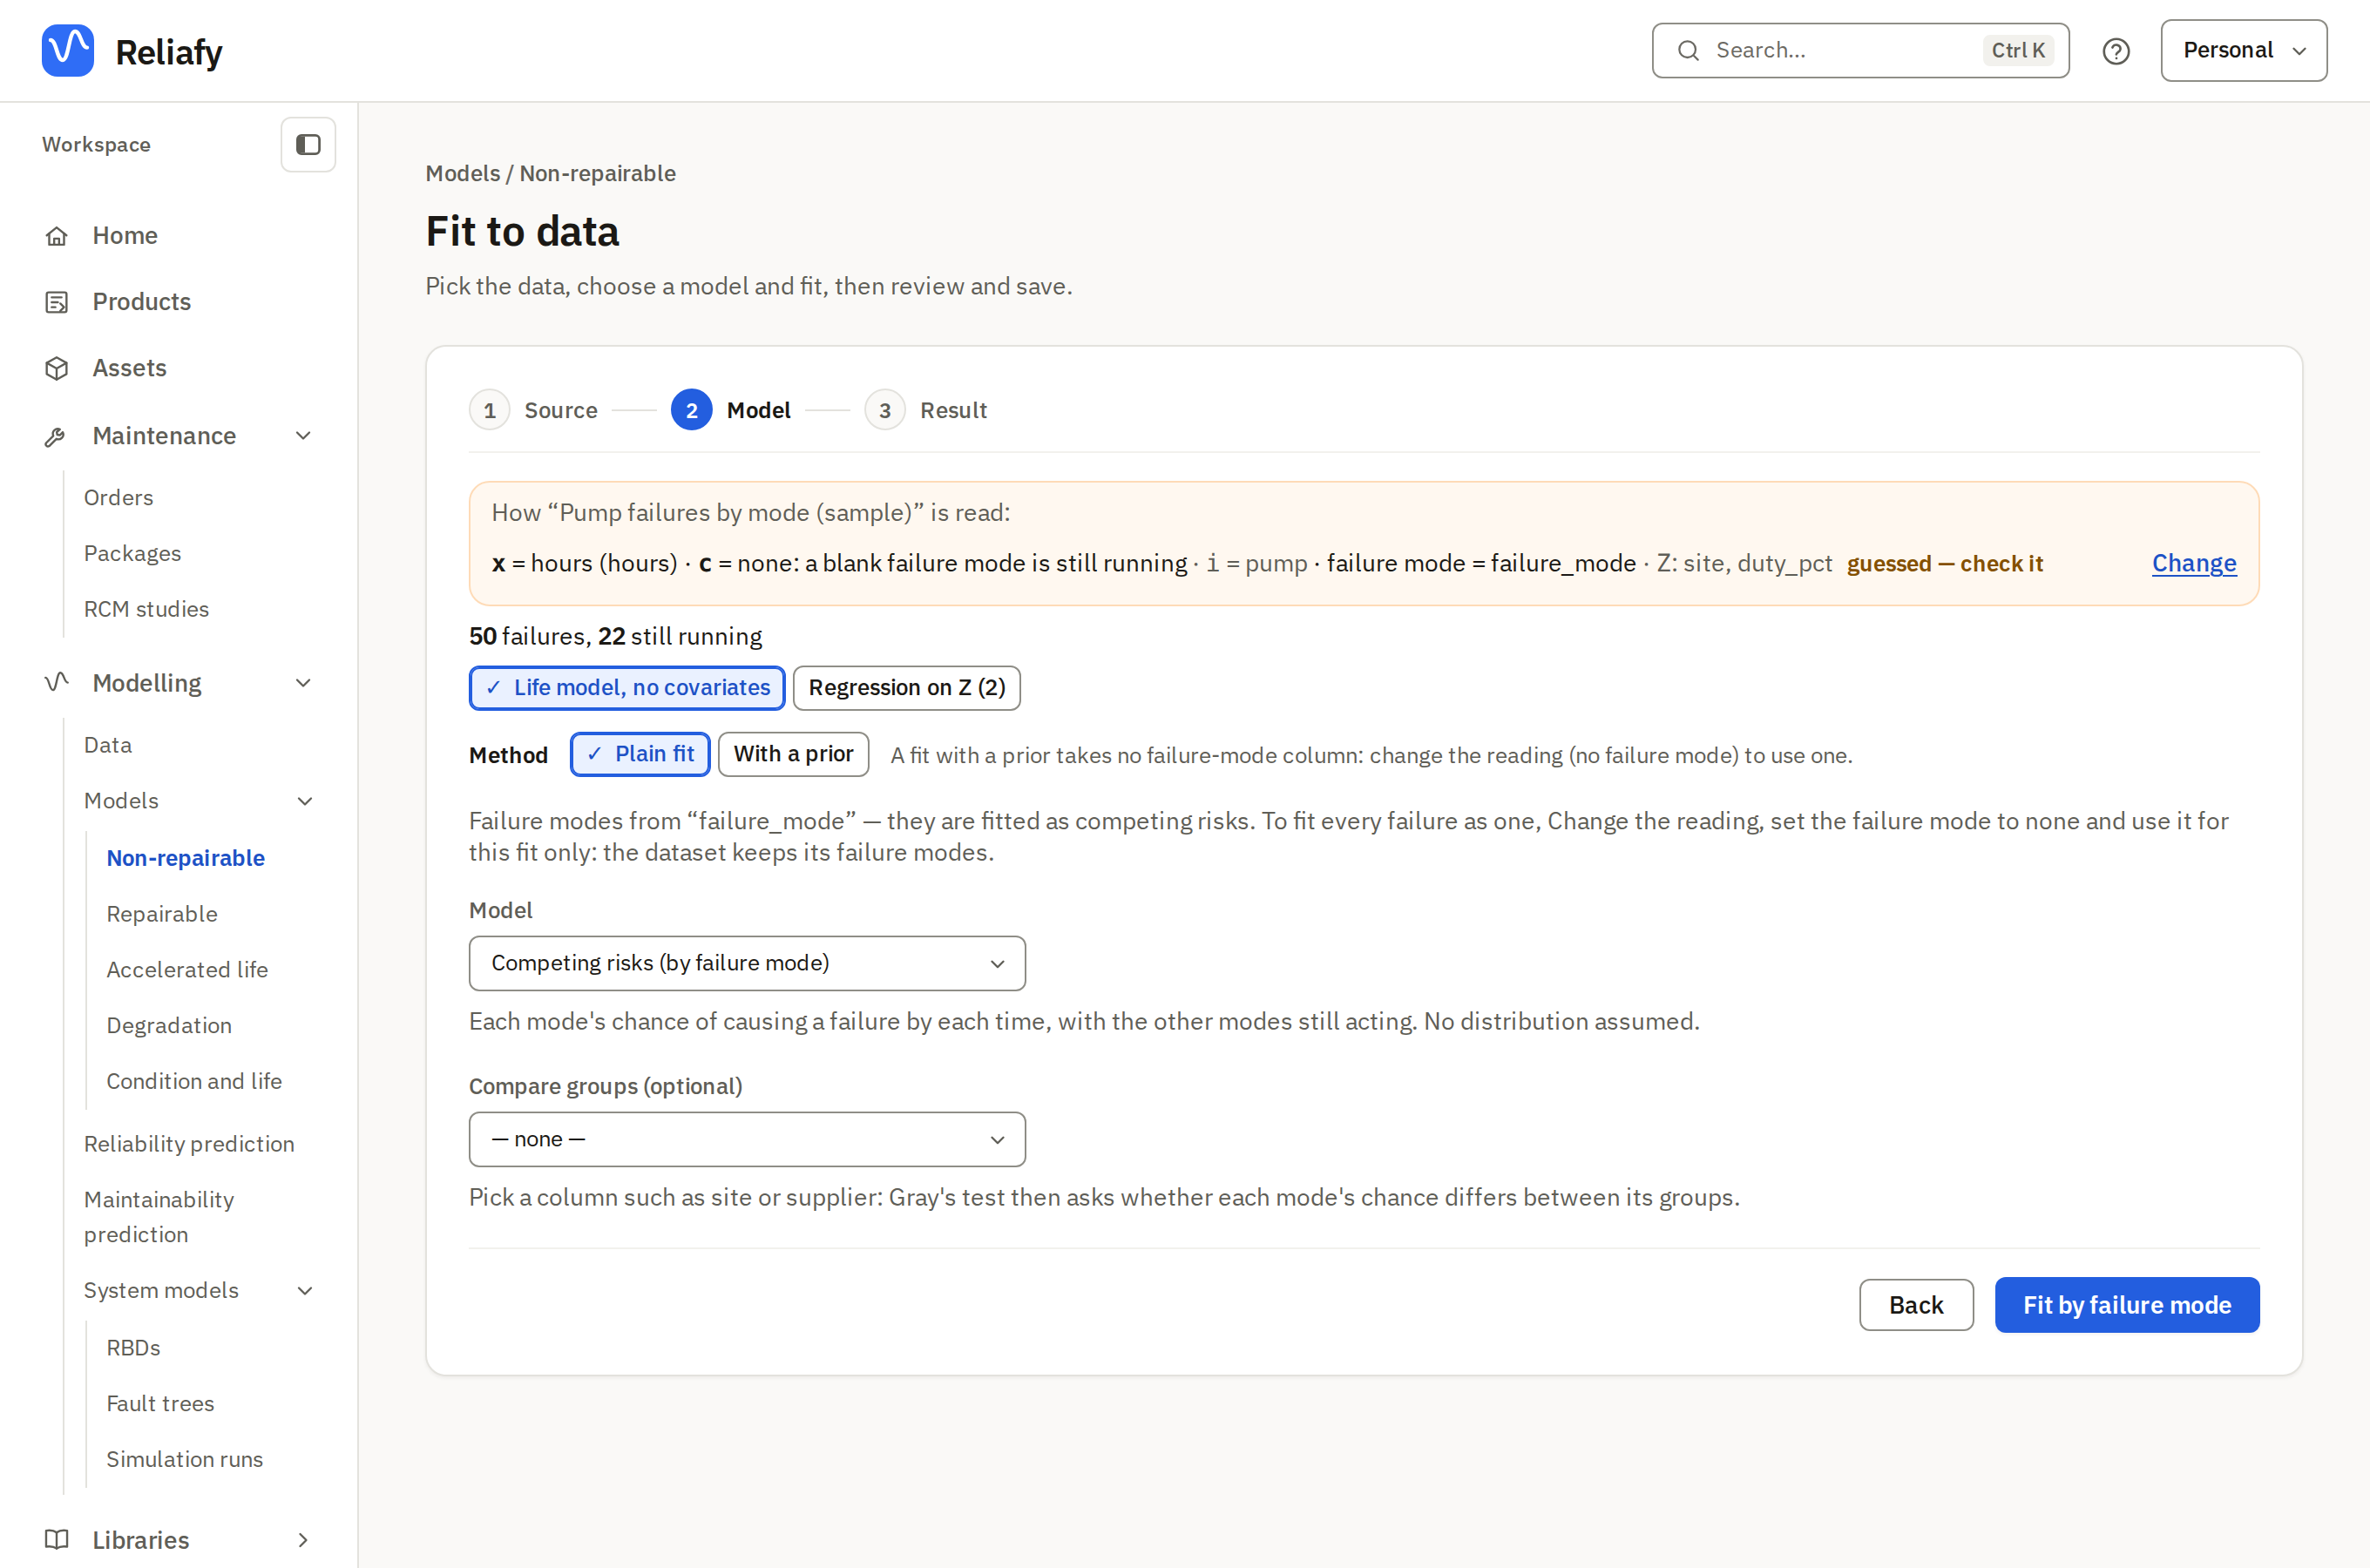 Reliafy
Search...
Ctrl K
Personal
Workspace
Home
Products
Assets
Maintenance
Orders
Packages
RCM studies
Modelling
Data
Models
Non-repairable
Repairable
Accelerated life
Degradation
Condition and life
Reliability prediction
Maintainability
prediction
System models
RBDs
Fault trees
Simulation runs
Libraries
Models / Non-repairable
Fit to data
Pick the data, choose a model and fit, then review and save.
1 Source 2 Model 3 Result
How “Pump failures by mode (sample)” is read:
x = hours (hours) · c = none: a blank failure mode is still running · i = pump · failure mode = failure_mode · Z: site, duty_pct guessed — check it Change
50 failures, 22 still running
✓ Life model, no covariates Regression on Z (2)
Method ✓ Plain fit With a prior A fit with a prior takes no failure-mode column: change the reading (no failure mode) to use one.
Failure modes from “failure_mode” — they are fitted as competing risks. To fit every failure as one, Change the reading, set the failure mode to none and use it for
this fit only: the dataset keeps its failure modes.
Model
Competing risks (by failure mode)
Each mode's chance of causing a failure by each time, with the other modes still acting. No distribution assumed.
Compare groups (optional)
— none —
Pick a column such as site or supplier: Gray's test then asks whether each mode's chance differs between its groups.
Back Fit by failure mode